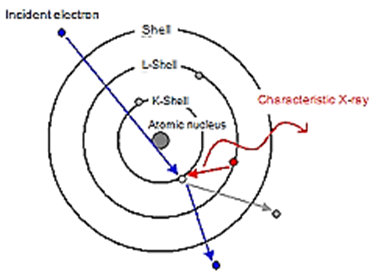 Incident electron
Shell
L-Shell
K-Shell
Characteristic X-ray
Atomic nucleus